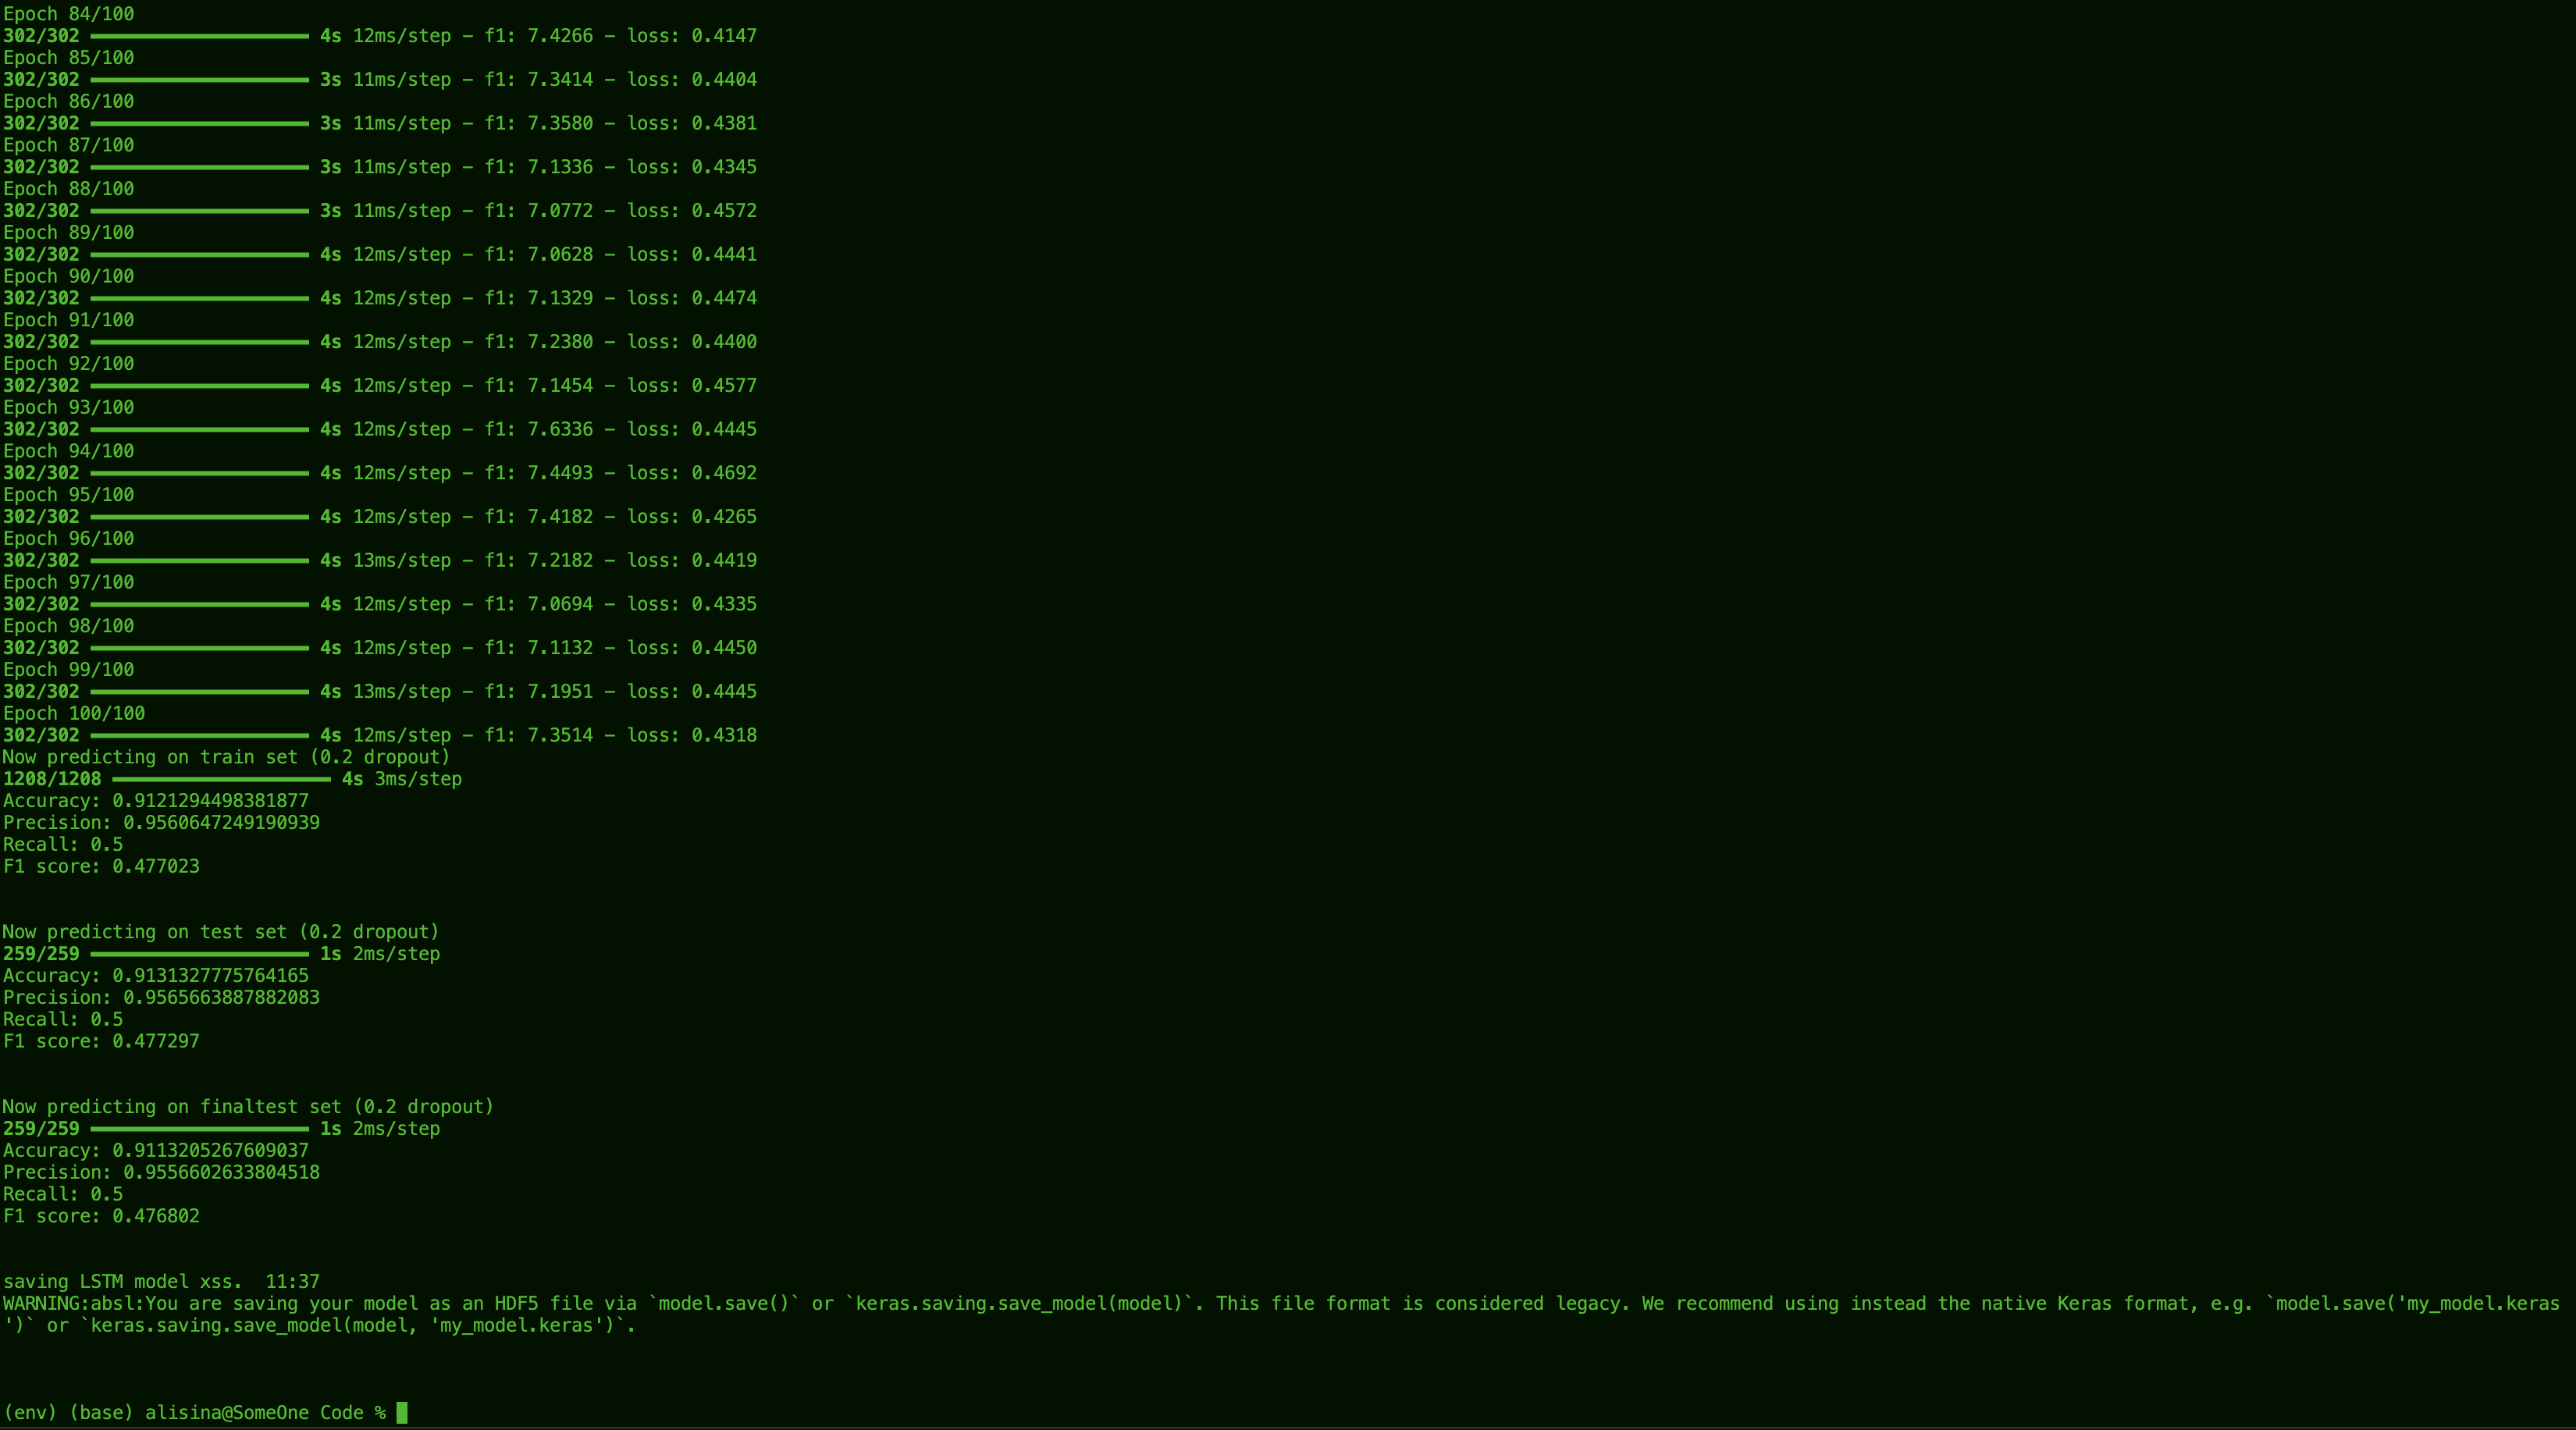 Epoch 84/100
302/302 ━━━━━━━━━━━━━━━━━━━━ 4s 12ms/step - f1: 7.4266 - loss: 0.4147
Epoch 85/100
302/302 ━━━━━━━━━━━━━━━━━━━━ 3s 11ms/step - f1: 7.3414 - loss: 0.4404
Epoch 86/100
302/302 ━━━━━━━━━━━━━━━━━━━━ 3s 11ms/step - f1: 7.3580 - loss: 0.4381
Epoch 87/100
302/302 ━━━━━━━━━━━━━━━━━━━━ 3s 11ms/step - f1: 7.1336 - loss: 0.4345
Epoch 88/100
302/302 ━━━━━━━━━━━━━━━━━━━━ 3s 11ms/step - f1: 7.0772 - loss: 0.4572
Epoch 89/100
302/302 ━━━━━━━━━━━━━━━━━━━━ 4s 12ms/step - f1: 7.0628 - loss: 0.4441
Epoch 90/100
302/302 ━━━━━━━━━━━━━━━━━━━━ 4s 12ms/step - f1: 7.1329 - loss: 0.4474
Epoch 91/100
302/302 ━━━━━━━━━━━━━━━━━━━━ 4s 12ms/step - f1: 7.2380 - loss: 0.4400
Epoch 92/100
302/302 ━━━━━━━━━━━━━━━━━━━━ 4s 12ms/step - f1: 7.1454 - loss: 0.4577
Epoch 93/100
302/302 ━━━━━━━━━━━━━━━━━━━━ 4s 12ms/step - f1: 7.6336 - loss: 0.4445
Epoch 94/100
302/302 ━━━━━━━━━━━━━━━━━━━━ 4s 12ms/step - f1: 7.4493 - loss: 0.4692
Epoch 95/100
302/302 ━━━━━━━━━━━━━━━━━━━━ 4s 12ms/step - f1: 7.4182 - loss: 0.4265
Epoch 96/100
302/302 ━━━━━━━━━━━━━━━━━━━━ 4s 13ms/step - f1: 7.2182 - loss: 0.4419
Epoch 97/100
302/302 ━━━━━━━━━━━━━━━━━━━━ 4s 12ms/step - f1: 7.0694 - loss: 0.4335
Epoch 98/100
302/302 ━━━━━━━━━━━━━━━━━━━━ 4s 12ms/step - f1: 7.1132 - loss: 0.4450
Epoch 99/100
302/302 ━━━━━━━━━━━━━━━━━━━━ 4s 13ms/step - f1: 7.1951 - loss: 0.4445
Epoch 100/100
302/302 ━━━━━━━━━━━━━━━━━━━━ 4s 12ms/step - f1: 7.3514 - loss: 0.4318
Now predicting on train set (0.2 dropout)
1208/1208 ━━━━━━━━━━━━━━━━━━━━ 4s 3ms/step
Accuracy: 0.9121294498381877
Precision: 0.9560647249190939
Recall: 0.5
F1 score: 0.477023
Now predicting on test set (0.2 dropout)
259/259 ━━━━━━━━━━━━━━━━━━━━ 1s 2ms/step
Accuracy: 0.9131327775764165
Precision: 0.9565663887882083
Recall: 0.5
F1 score: 0.477297
Now predicting on finaltest set (0.2 dropout)
259/259 ━━━━━━━━━━━━━━━━━━━━ 1s 2ms/step
Accuracy: 0.9113205267609037
Precision: 0.9556602633804518
Recall: 0.5
F1 score: 0.476802
saving LSTM model xss.  11:37
WARNING:absl:You are saving your model as an HDF5 file via `model.save()` or `keras.saving.save_model(model)`. This file format is considered legacy. We recommend using instead the native Keras format, e.g. `model.save('my_model.keras
')` or `keras.saving.save_model(model, 'my_model.keras')`.
(env) (base) alisina@SomeOne Code %